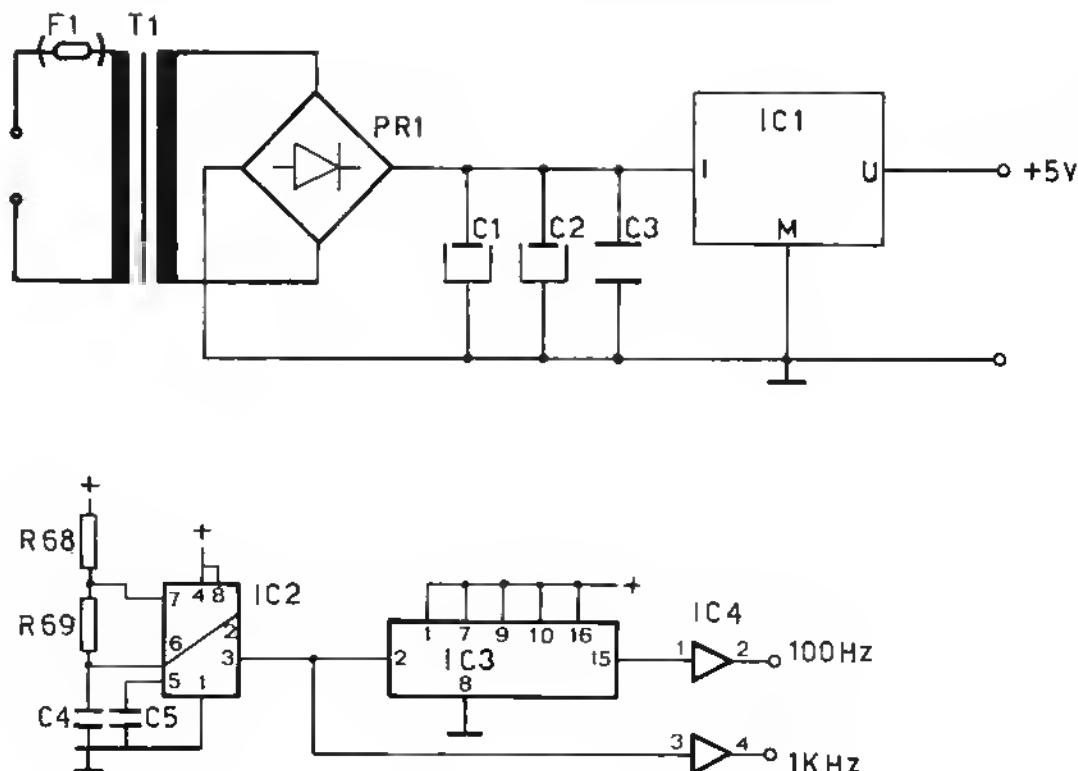 F1 T1
PR1
IC1
I
U
M
+5V
C1 C2 C3
+
R68
+
R69
7 4 8 IC2
6 2
5 1 3
C4 C5
+
1 7 9 10 16
2 IC3 15
8
IC4
1 2 100Hz
3 4 1KHz